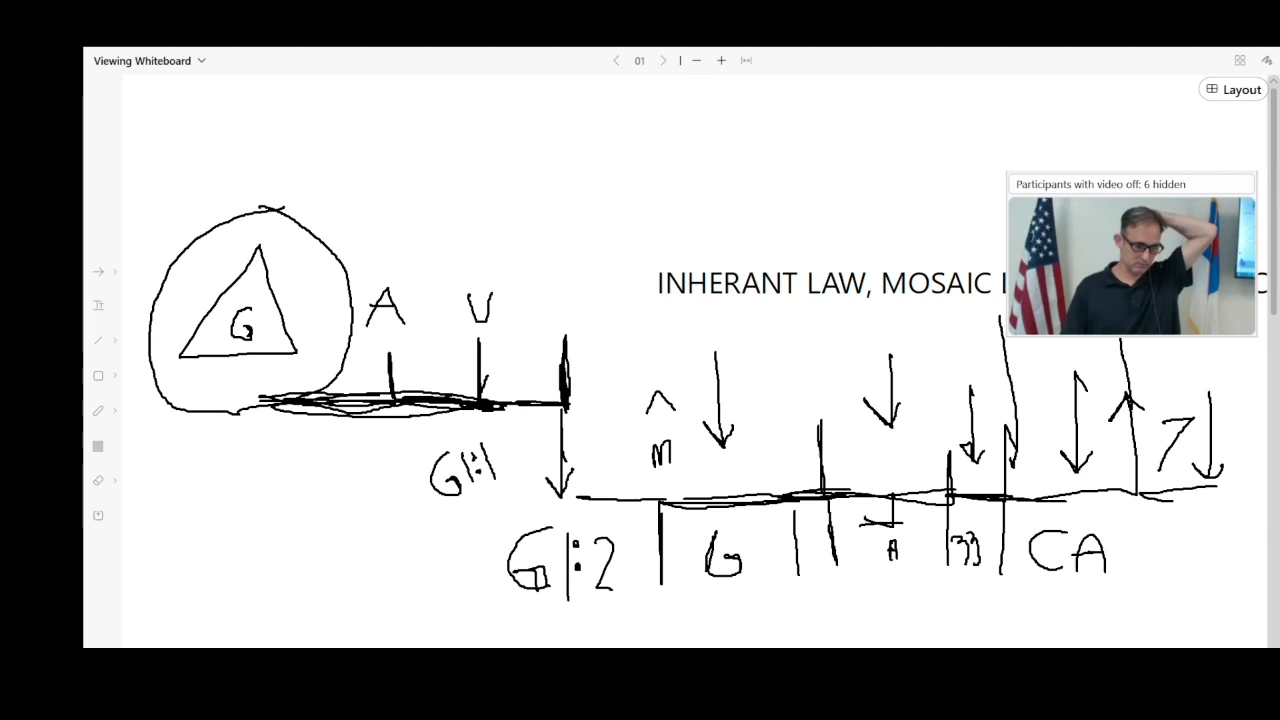 Viewing Whiteboard
01
Layout
Participants with video off: 6 hidden
INHERANT LAW, MOSAIC
G
A
V
G1:1
M
7
G1:2
G
A
33
CA